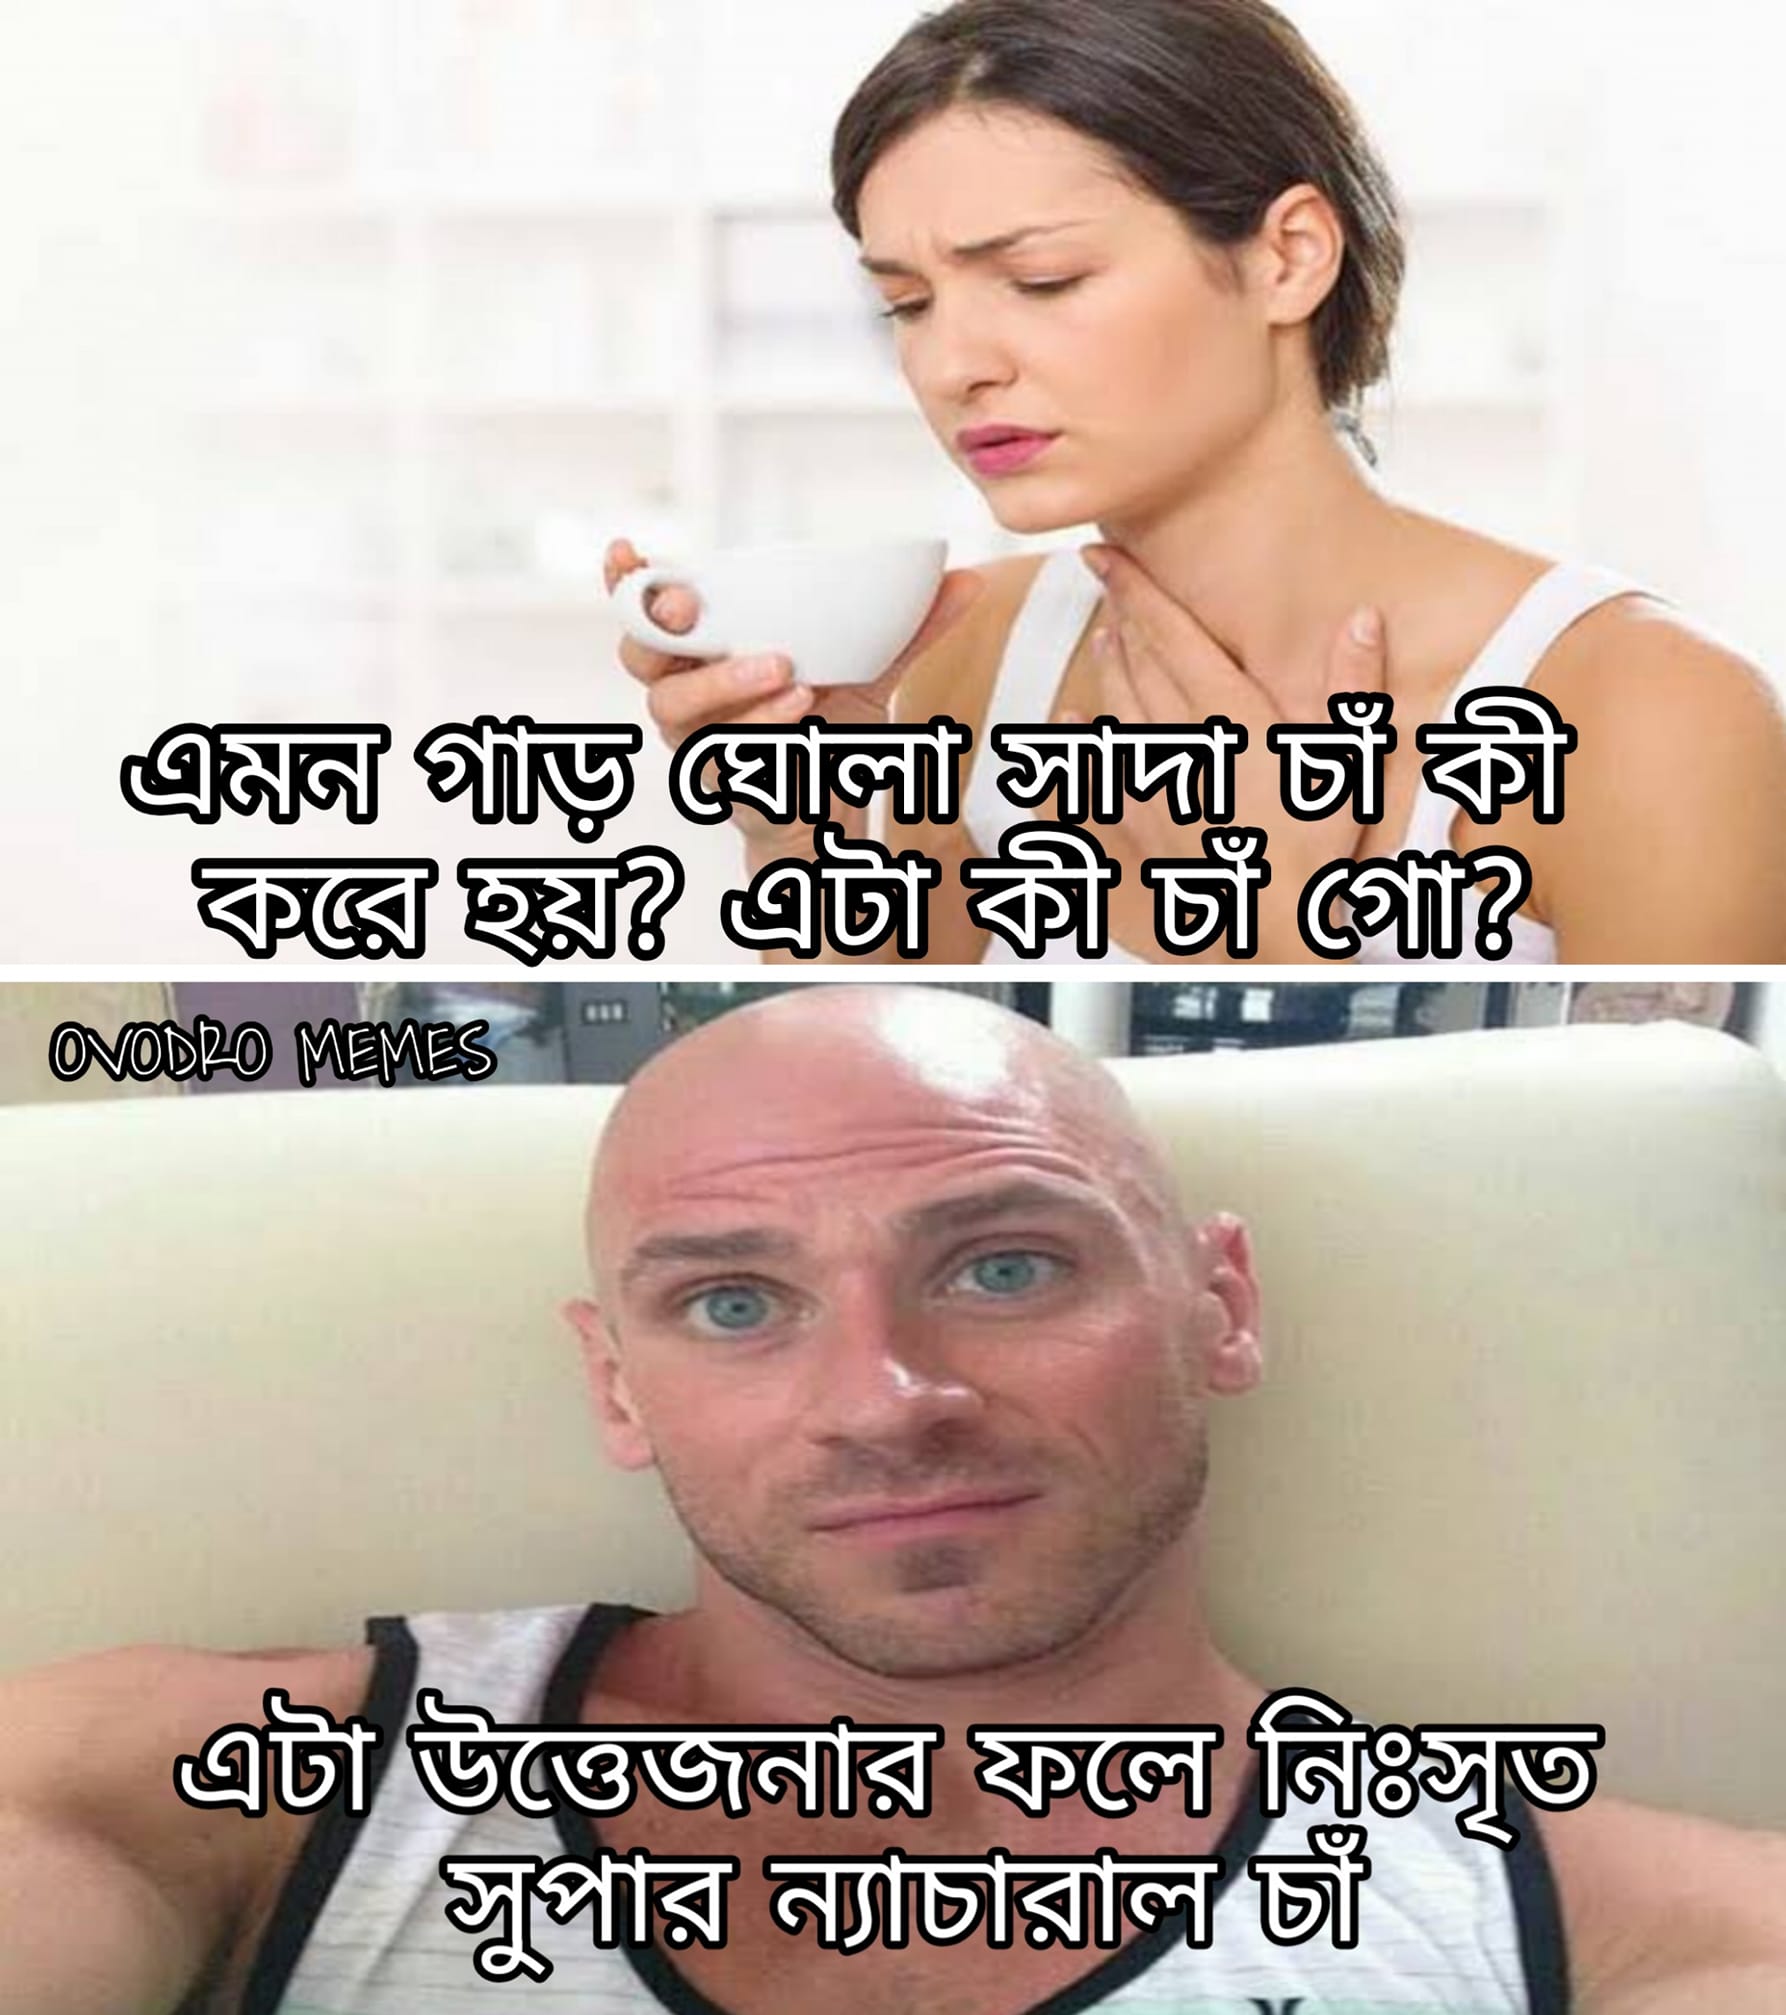 এমন গাড় ঘোলা সাদা চাঁ কী
করে হয়? এটা কী চাঁ গো?
OVODRO MEMES
এটা উত্তেজনার ফলে নিঃসৃত
সুপার ন্যাচারাল চাঁ